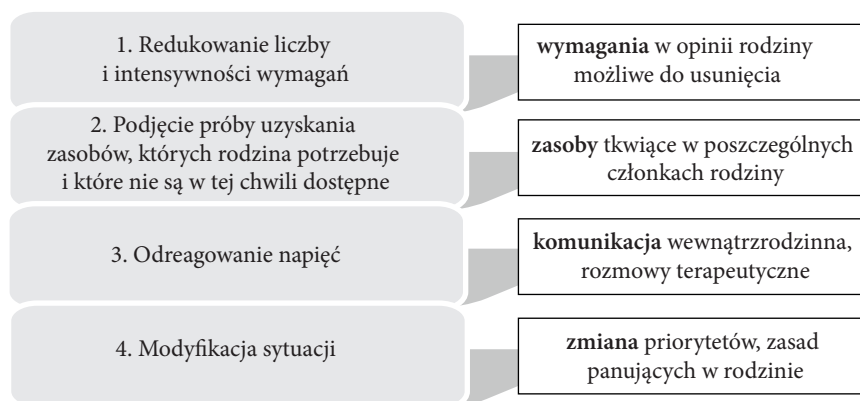 1. Redukowanie liczby
i intensywności wymagań
wymagania w opinii rodziny
możliwe do usunięcia
2. Podjęcie próby uzyskania
zasobów, których rodzina potrzebuje
i które nie są w tej chwili dostępne
zasoby tkwiące w poszczególnych
członkach rodziny
3. Odreagowanie napięć
komunikacja wewnątrzrodzinna,
rozmowy terapeutyczne
4. Modyfikacja sytuacji
zmiana priorytetów, zasad
panujących w rodzinie